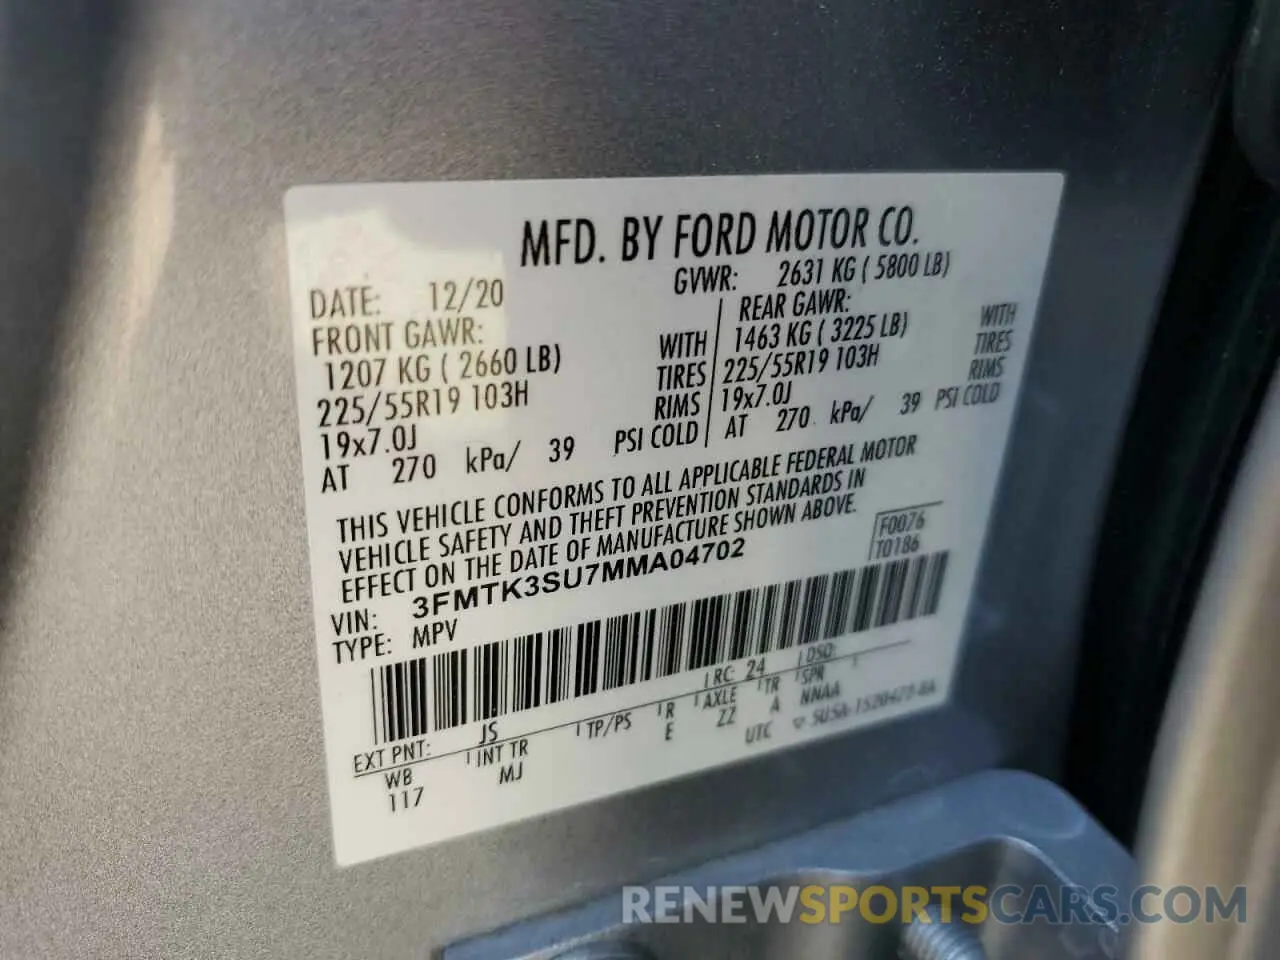 MFD. BY FORD MOTOR CO.
DATE: 12/20 GVWR: 2631 KG ( 5800 LB)
FRONT GAWR: REAR GAWR:
1207 KG ( 2660 LB) WITH 1463 KG ( 3225 LB) WITH
225/55R19 103H TIRES 225/55R19 103H TIRES
19x7.0J RIMS 19x7.0J RIMS
AT 270 kPa/ 39 PSI COLD AT 270 kPa/ 39 PSI COLD
THIS VEHICLE CONFORMS TO ALL APPLICABLE FEDERAL MOTOR
VEHICLE SAFETY AND THEFT PREVENTION STANDARDS IN
EFFECT ON THE DATE OF MANUFACTURE SHOWN ABOVE.
F0076
T0186
VIN: 3FMTK3SU7MMA04702
TYPE: MPV
EXT PNT: JS RC: 24 DSO:
WB INT TR TP/PS R AXLE TR SPR
117 MJ E ZZ A NNAA
UTC
RENEWSPORTSCARS.COM